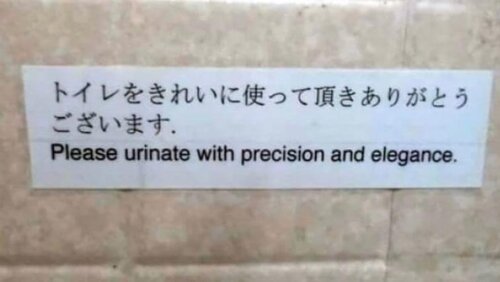 トイレをきれいに使って頂きありがとう
ございます.
Please urinate with precision and elegance.